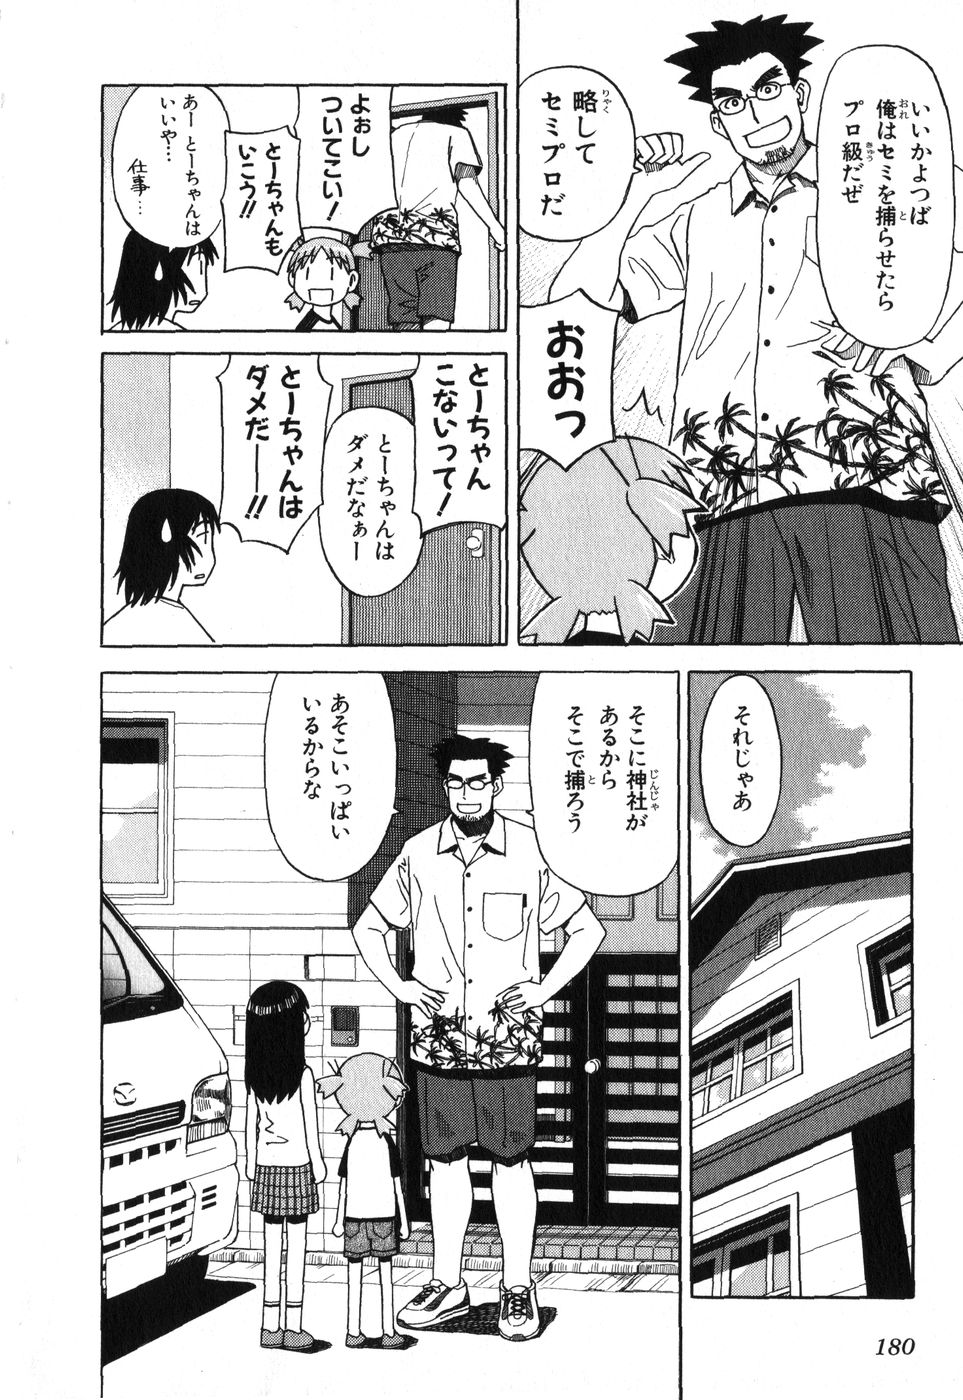 いいかよつば
俺はセミを捕らせたら
プロ級だぜ
略して
セミプロだ
おおっ
よぉし
ついてこい!
とーちゃんも
いこう!!
あーとーちゃんは
いいや…
仕事…
とーちゃん
こないって!
とーちゃんは
ダメだなぁー
とーちゃんは
ダメだー!!
それじゃあ
そこに神社が
あるから
そこで捕ろう
あそこいっぱい
いるからな
180